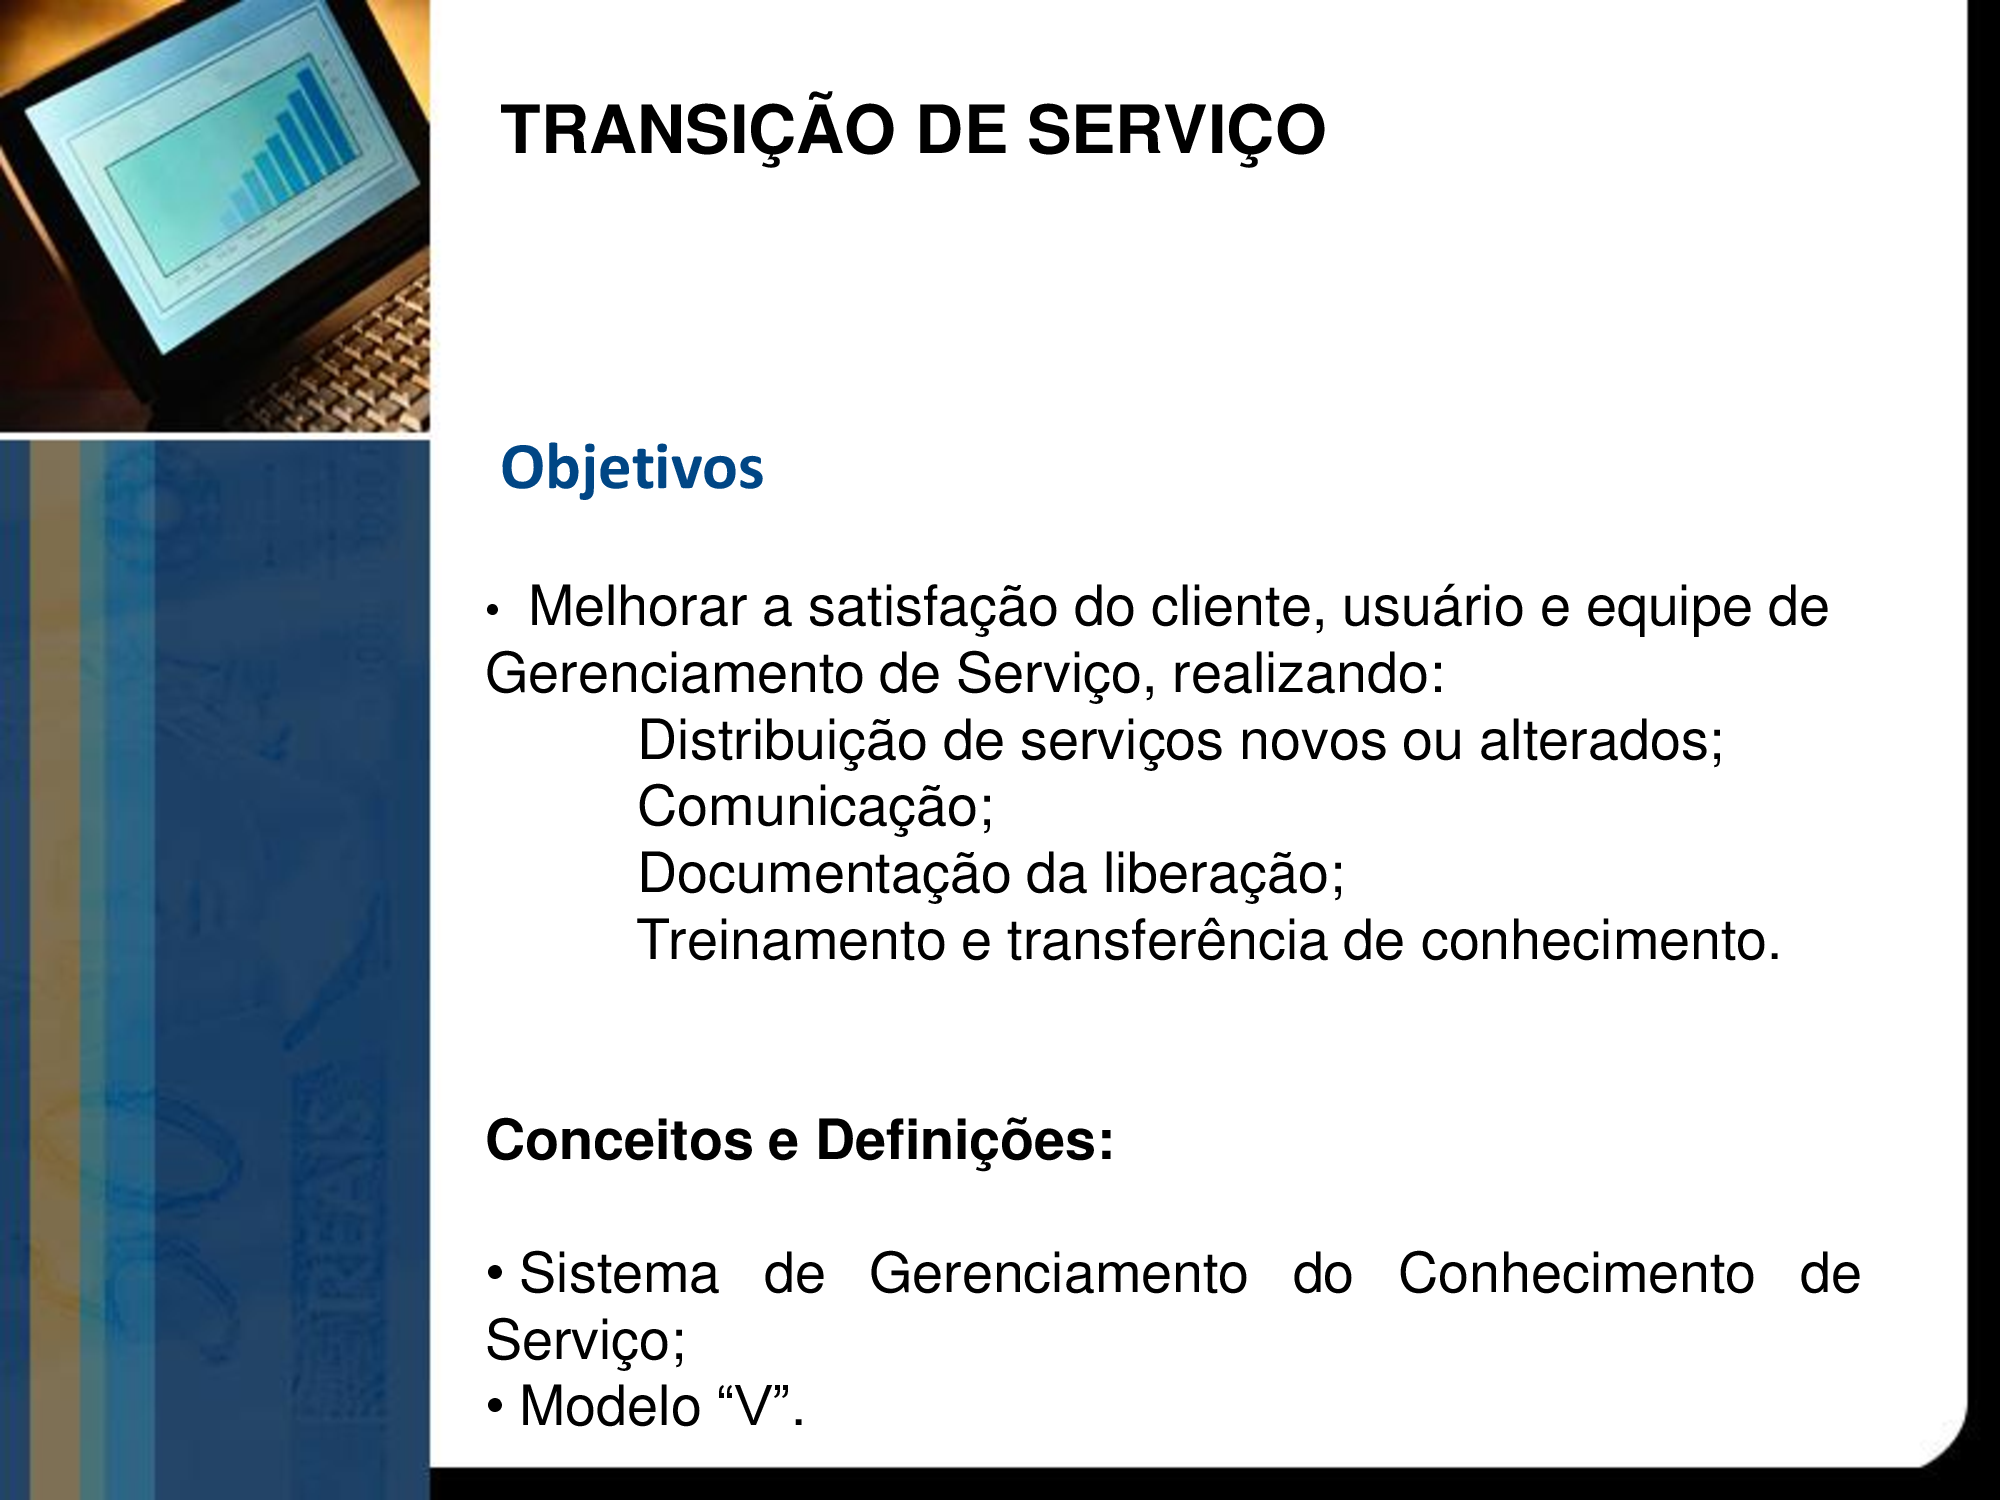 TRANSIÇÃO DE SERVIÇO
Objetivos
• Melhorar a satisfação do cliente, usuário e equipe de
Gerenciamento de Serviço, realizando:
Distribuição de serviços novos ou alterados;
Comunicação;
Documentação da liberação;
Treinamento e transferência de conhecimento.
Conceitos e Definições:
• Sistema de Gerenciamento do Conhecimento de
Serviço;
• Modelo “V”.
REAIS